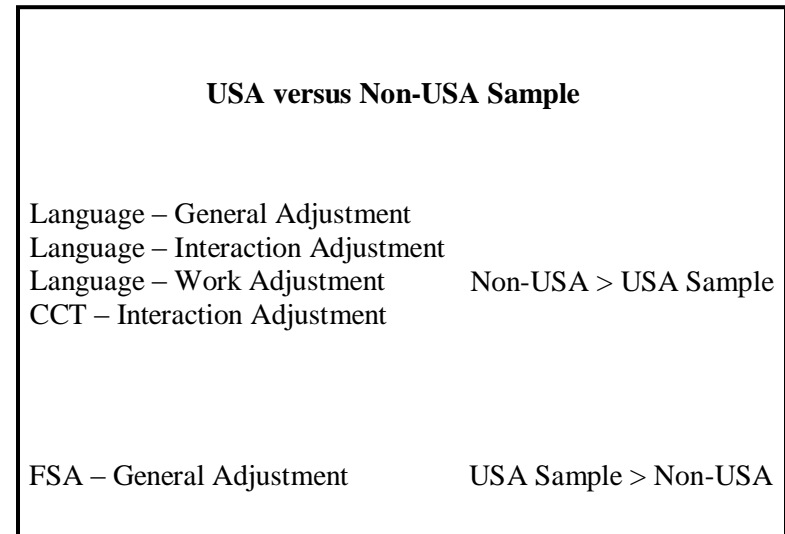 USA versus Non-USA Sample
Language – General Adjustment
Language – Interaction Adjustment
Language – Work Adjustment Non-USA > USA Sample
CCT – Interaction Adjustment
FSA – General Adjustment USA Sample > Non-USA